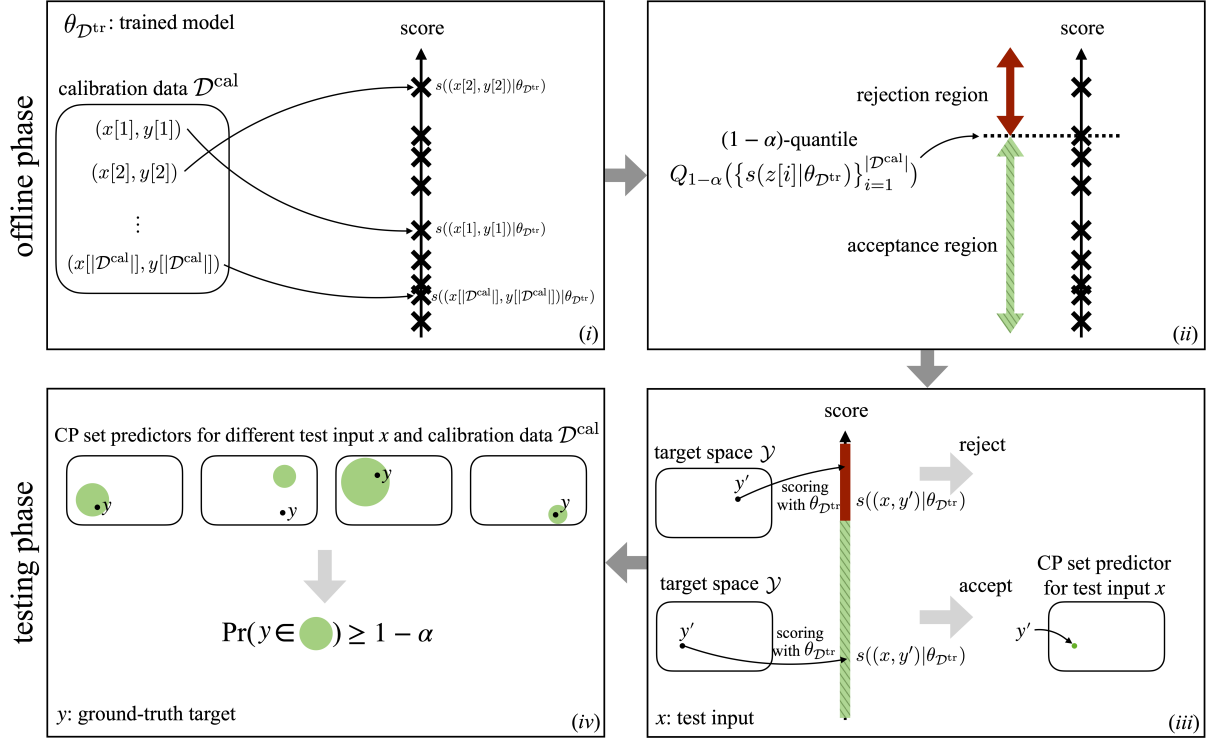 offline phase
θ_{𝒟^tr}: trained model
score
calibration data 𝒟^cal
(x[1], y[1])
(x[2], y[2])
⋮
(x[|𝒟^cal|], y[|𝒟^cal|])
s((x[2], y[2])|θ_{𝒟^tr})
s((x[1], y[1])|θ_{𝒟^tr})
s((x[|𝒟^cal|], y[|𝒟^cal|])|θ_{𝒟^tr})
(i)
score
rejection region
(1 − α)-quantile
Q_{1−α}({s(z[i]|θ_{𝒟^tr})}_{i=1}^{|𝒟^cal|})
acceptance region
(ii)
testing phase
CP set predictors for different test input x and calibration data 𝒟^cal
y
y
y
y
Pr(y ∈ ) ≥ 1 − α
y: ground-truth target
(iv)
score
target space 𝒴
y′
scoring
with θ_{𝒟^tr}
s((x, y′)|θ_{𝒟^tr})
reject
target space 𝒴
y′
scoring
with θ_{𝒟^tr}
s((x, y′)|θ_{𝒟^tr})
accept
CP set predictor
for test input x
y′
x: test input
(iii)